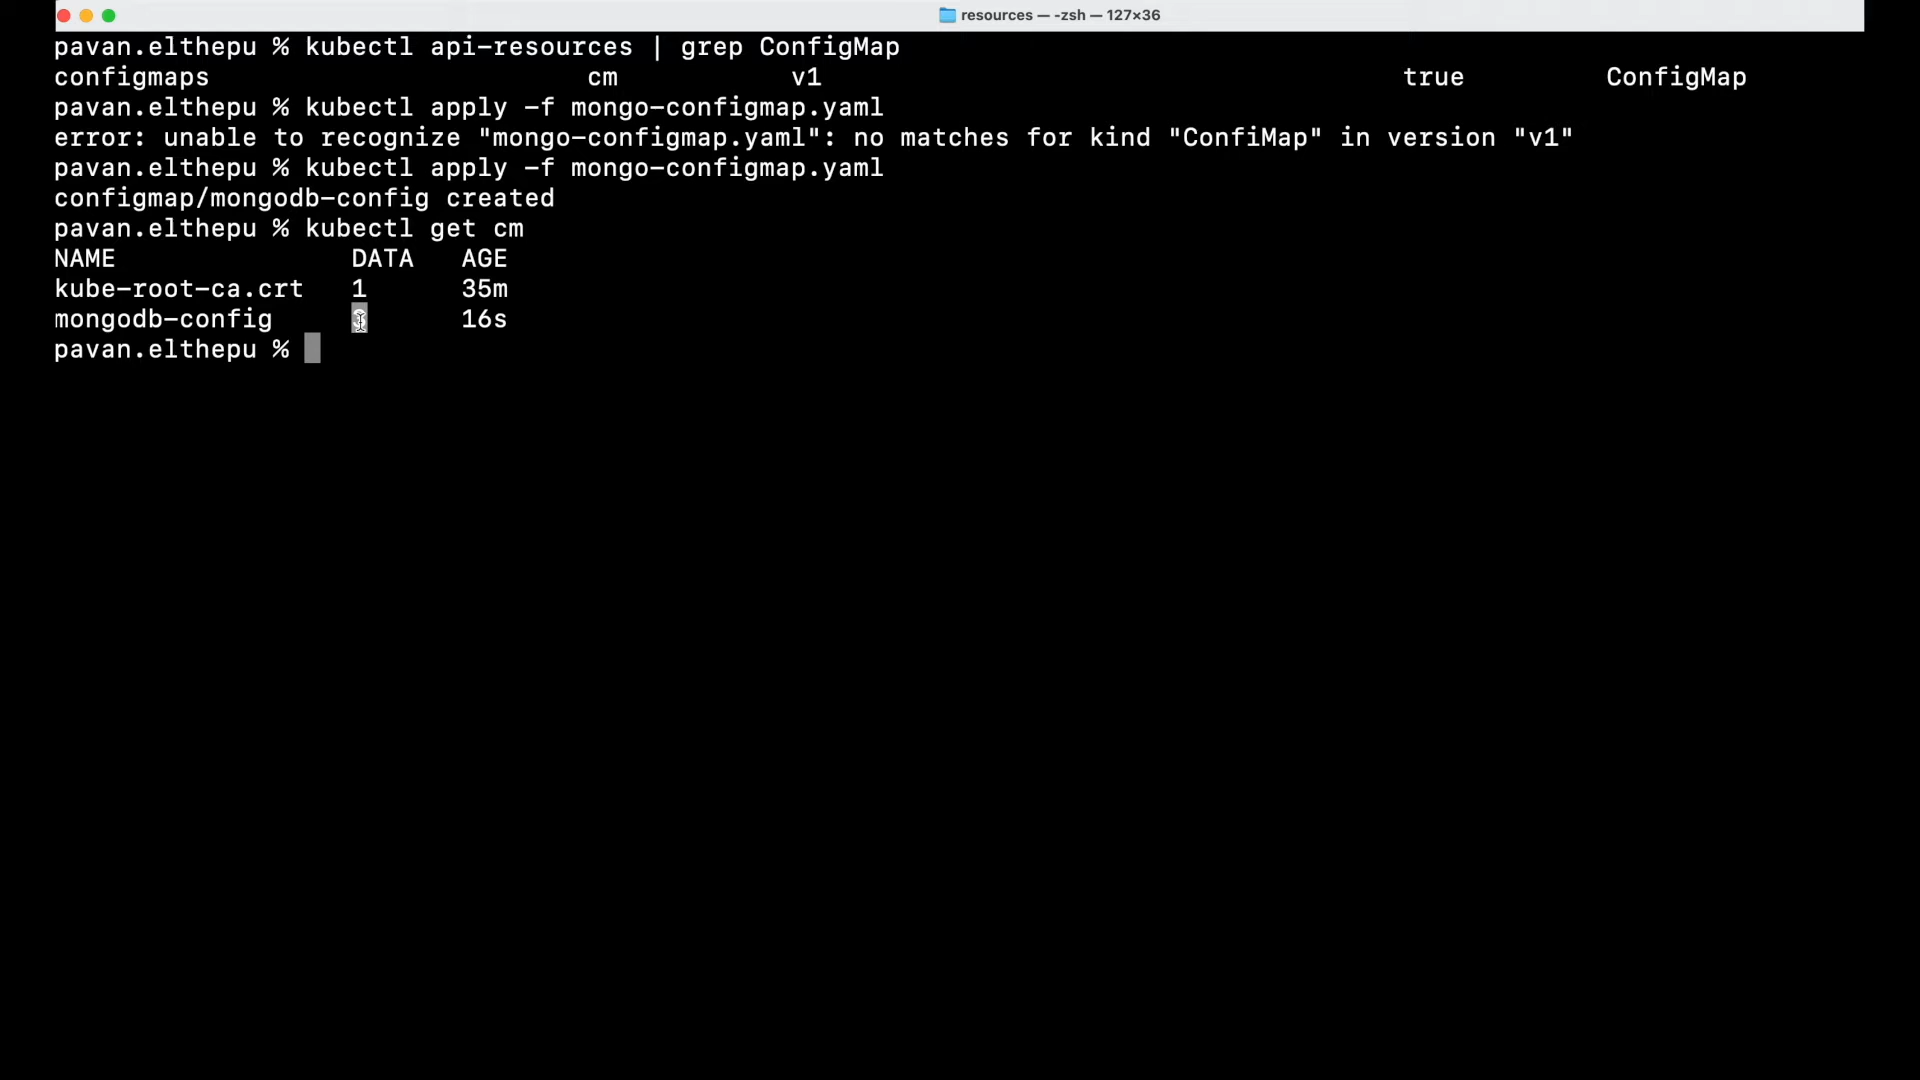 resources — -zsh — 127×36
pavan.elthepu % kubectl api-resources | grep ConfigMap
configmaps cm v1 true ConfigMap
pavan.elthepu % kubectl apply -f mongo-configmap.yaml
error: unable to recognize "mongo-configmap.yaml": no matches for kind "ConfiMap" in version "v1"
pavan.elthepu % kubectl apply -f mongo-configmap.yaml
configmap/mongodb-config created
pavan.elthepu % kubectl get cm
NAME DATA AGE
kube-root-ca.crt 1 35m
mongodb-config 16s
pavan.elthepu %